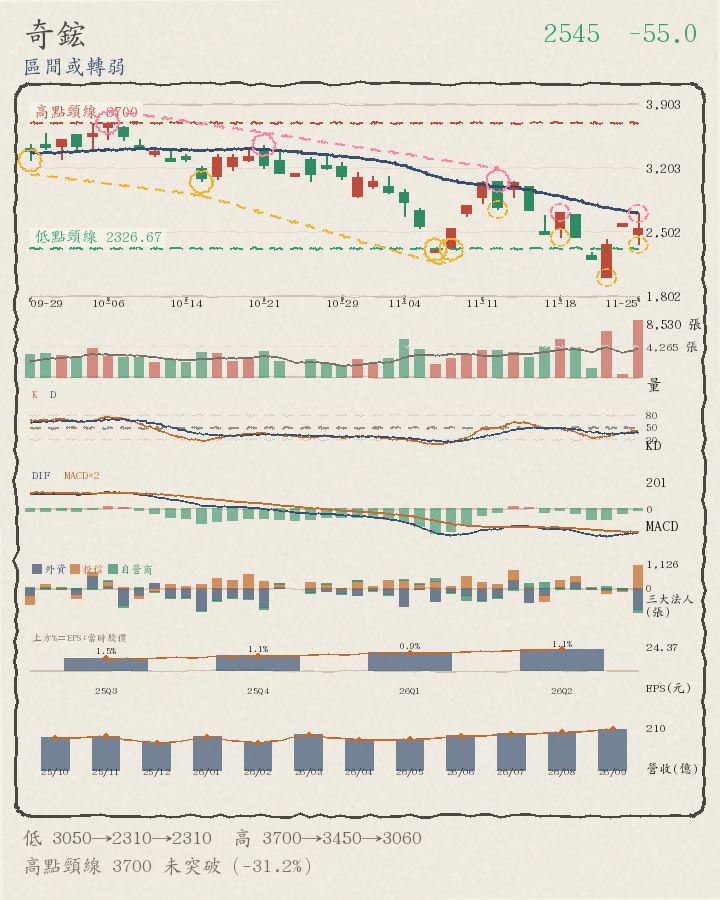 奇鋐
2545 -55.0
區間或轉弱
高點頸線 3700
3,903
3,203
低點頸線 2326.67
2,502
1,802
09-29 10-06 10-14 10-21 10-29 11-04 11-11 11-18 11-25
8,530 張
4,265 張
量
K D
80
50
20
KD
DIF MACD×2
201
0
MACD
外資 投信 自營商
1,126
0
三大法人
(張)
上方%=EPS÷當時股價
1.5% 1.1% 0.9% 1.1%
24.37
25Q3 25Q4 26Q1 26Q2
EPS(元)
210
25/10 25/11 25/12 26/01 26/02 26/03 26/04 26/05 26/06 26/07 26/08 26/09
營收(億)
低 3050→2310→2310 高 3700→3450→3060
高點頸線 3700 未突破 (-31.2%)